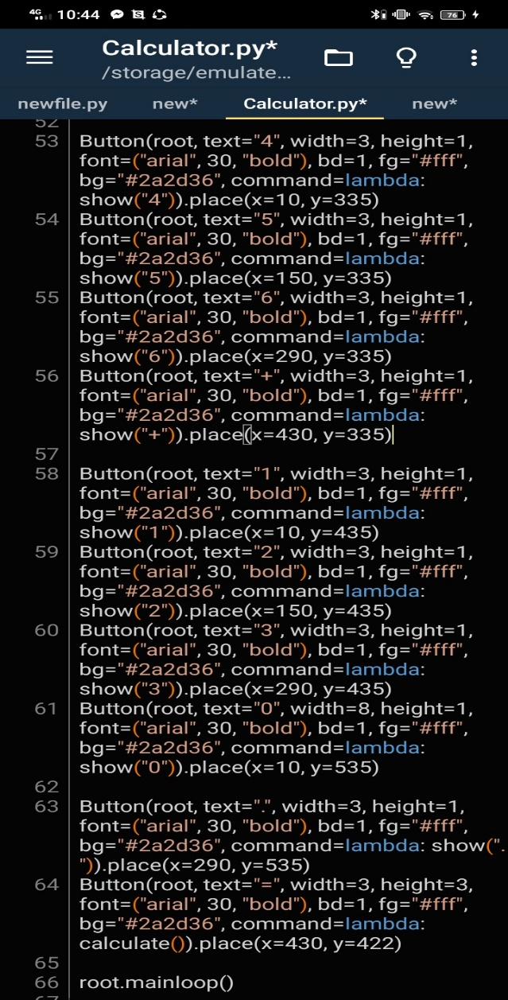 4G 10:44 76
Calculator.py*
/storage/emulate...
newfile.py new* Calculator.py* new*
52
53 Button(root, text="4", width=3, height=1,
font=("arial", 30, "bold"), bd=1, fg="#fff",
bg="#2a2d36", command=lambda:
show("4")).place(x=10, y=335)
54 Button(root, text="5", width=3, height=1,
font=("arial", 30, "bold"), bd=1, fg="#fff",
bg="#2a2d36", command=lambda:
show("5")).place(x=150, y=335)
55 Button(root, text="6", width=3, height=1,
font=("arial", 30, "bold"), bd=1, fg="#fff",
bg="#2a2d36", command=lambda:
show("6")).place(x=290, y=335)
56 Button(root, text="+", width=3, height=1,
font=("arial", 30, "bold"), bd=1, fg="#fff",
bg="#2a2d36", command=lambda:
show("+")).place(x=430, y=335)
57
58 Button(root, text="1", width=3, height=1,
font=("arial", 30, "bold"), bd=1, fg="#fff",
bg="#2a2d36", command=lambda:
show("1")).place(x=10, y=435)
59 Button(root, text="2", width=3, height=1,
font=("arial", 30, "bold"), bd=1, fg="#fff",
bg="#2a2d36", command=lambda:
show("2")).place(x=150, y=435)
60 Button(root, text="3", width=3, height=1,
font=("arial", 30, "bold"), bd=1, fg="#fff",
bg="#2a2d36", command=lambda:
show("3")).place(x=290, y=435)
61 Button(root, text="0", width=8, height=1,
font=("arial", 30, "bold"), bd=1, fg="#fff",
bg="#2a2d36", command=lambda:
show("0")).place(x=10, y=535)
62
63 Button(root, text=".", width=3, height=1,
font=("arial", 30, "bold"), bd=1, fg="#fff",
bg="#2a2d36", command=lambda: show(".
")).place(x=290, y=535)
64 Button(root, text="=", width=3, height=3,
font=("arial", 30, "bold"), bd=1, fg="#fff",
bg="#2a2d36", command=lambda:
calculate()).place(x=430, y=422)
65
66 root.mainloop()
67